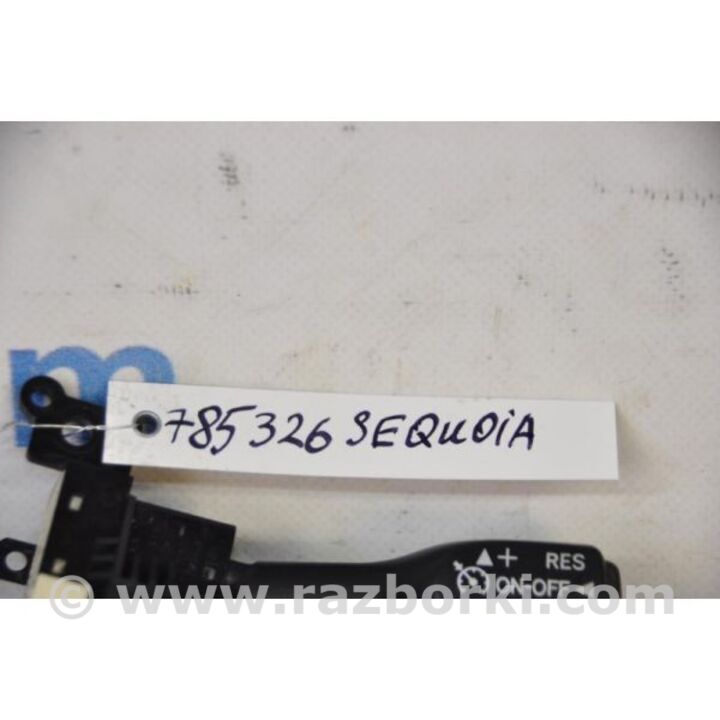 m
785326 SEQUOIA
▲+ RES
ON-OFF ◄
© www.razborki.com